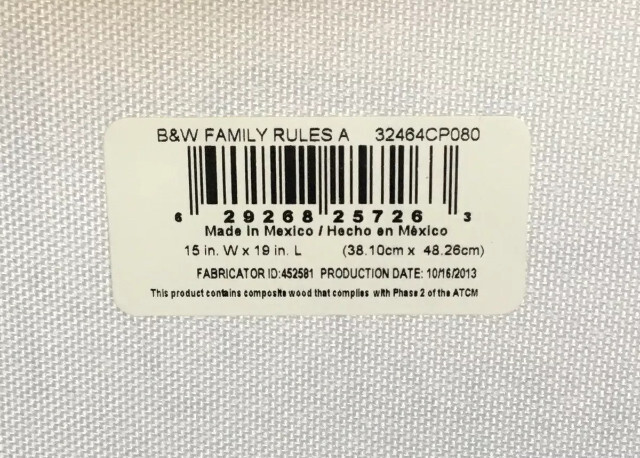 B&W FAMILY RULES A 32464CP080
6 29268 25726 3
Made in Mexico / Hecho en México
15 in. W x 19 in. L (38.10cm x 48.26cm)
FABRICATOR ID:452581 PRODUCTION DATE: 10/16/2013
This product contains composite wood that complies with Phase 2 of the ATCM